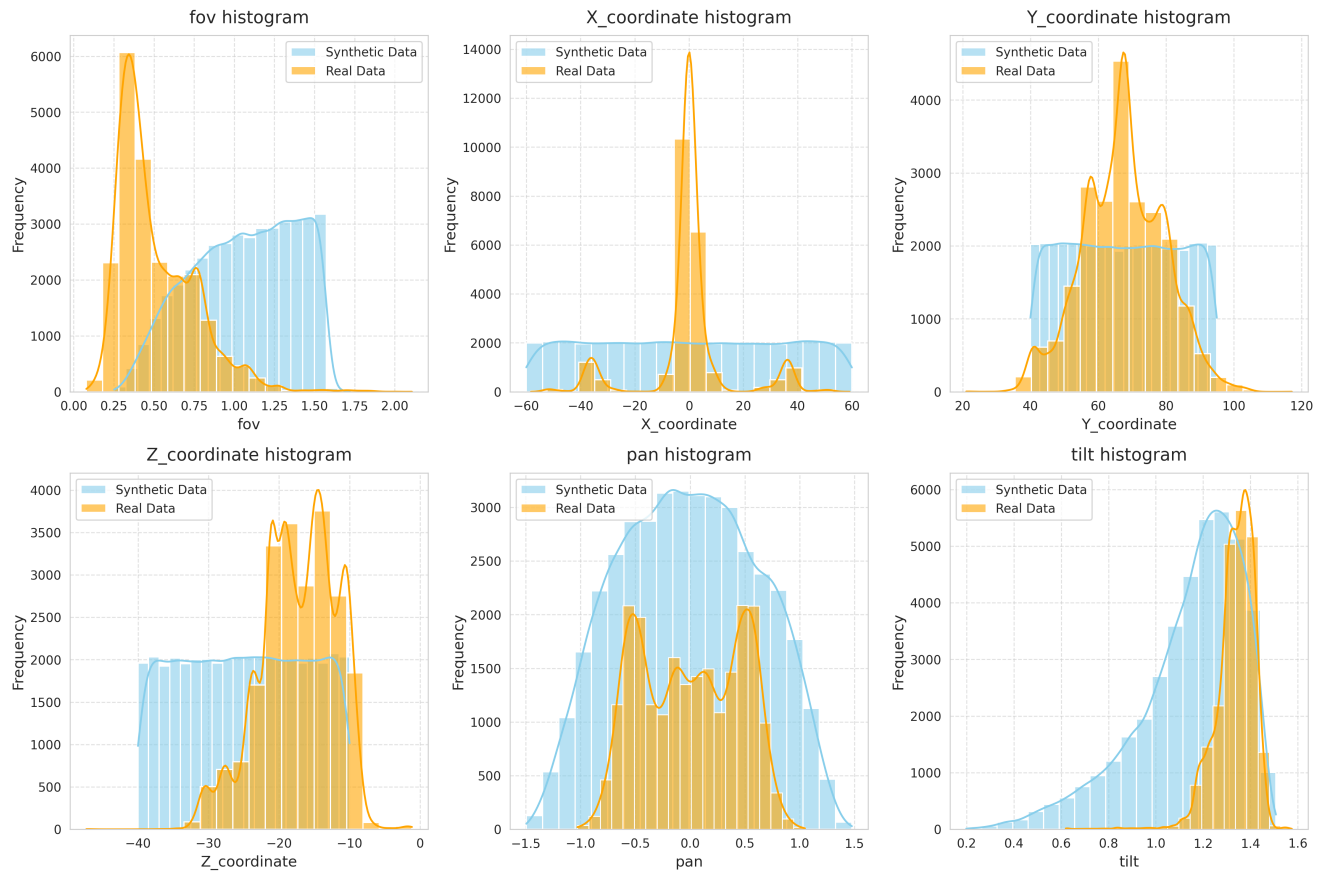 fov histogram
Synthetic Data
Real Data
Frequency
6000
5000
4000
3000
2000
1000
0
0.00 0.25 0.50 0.75 1.00 1.25 1.50 1.75 2.00
fov
X_coordinate histogram
Synthetic Data
Real Data
Frequency
14000
12000
10000
8000
6000
4000
2000
0
−60 −40 −20 0 20 40 60
X_coordinate
Y_coordinate histogram
Synthetic Data
Real Data
Frequency
4000
3000
2000
1000
0
20 40 60 80 100 120
Y_coordinate
Z_coordinate histogram
Synthetic Data
Real Data
Frequency
4000
3500
3000
2500
2000
1500
1000
500
0
−40 −30 −20 −10 0
Z_coordinate
pan histogram
Synthetic Data
Real Data
Frequency
3000
2500
2000
1500
1000
500
0
−1.5 −1.0 −0.5 0.0 0.5 1.0 1.5
pan
tilt histogram
Synthetic Data
Real Data
Frequency
6000
5000
4000
3000
2000
1000
0
0.2 0.4 0.6 0.8 1.0 1.2 1.4 1.6
tilt